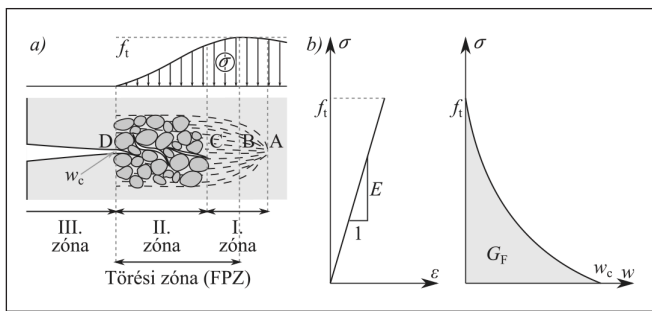 a)
f_t
σ
D
C
B
A
w_c
III. zóna
II. zóna
I. zóna
Törési zóna (FPZ)
b)
σ
f_t
E
1
ε
σ
f_t
G_F
w_c
w